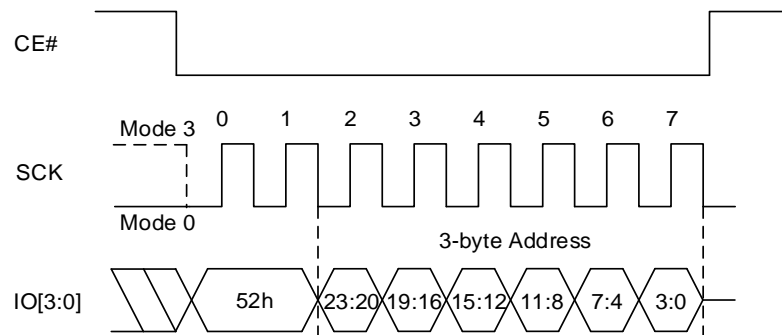 CE#
Mode 3 0 1 2 3 4 5 6 7
SCK
Mode 0
3-byte Address
IO[3:0] 52h 23:20 19:16 15:12 11:8 7:4 3:0